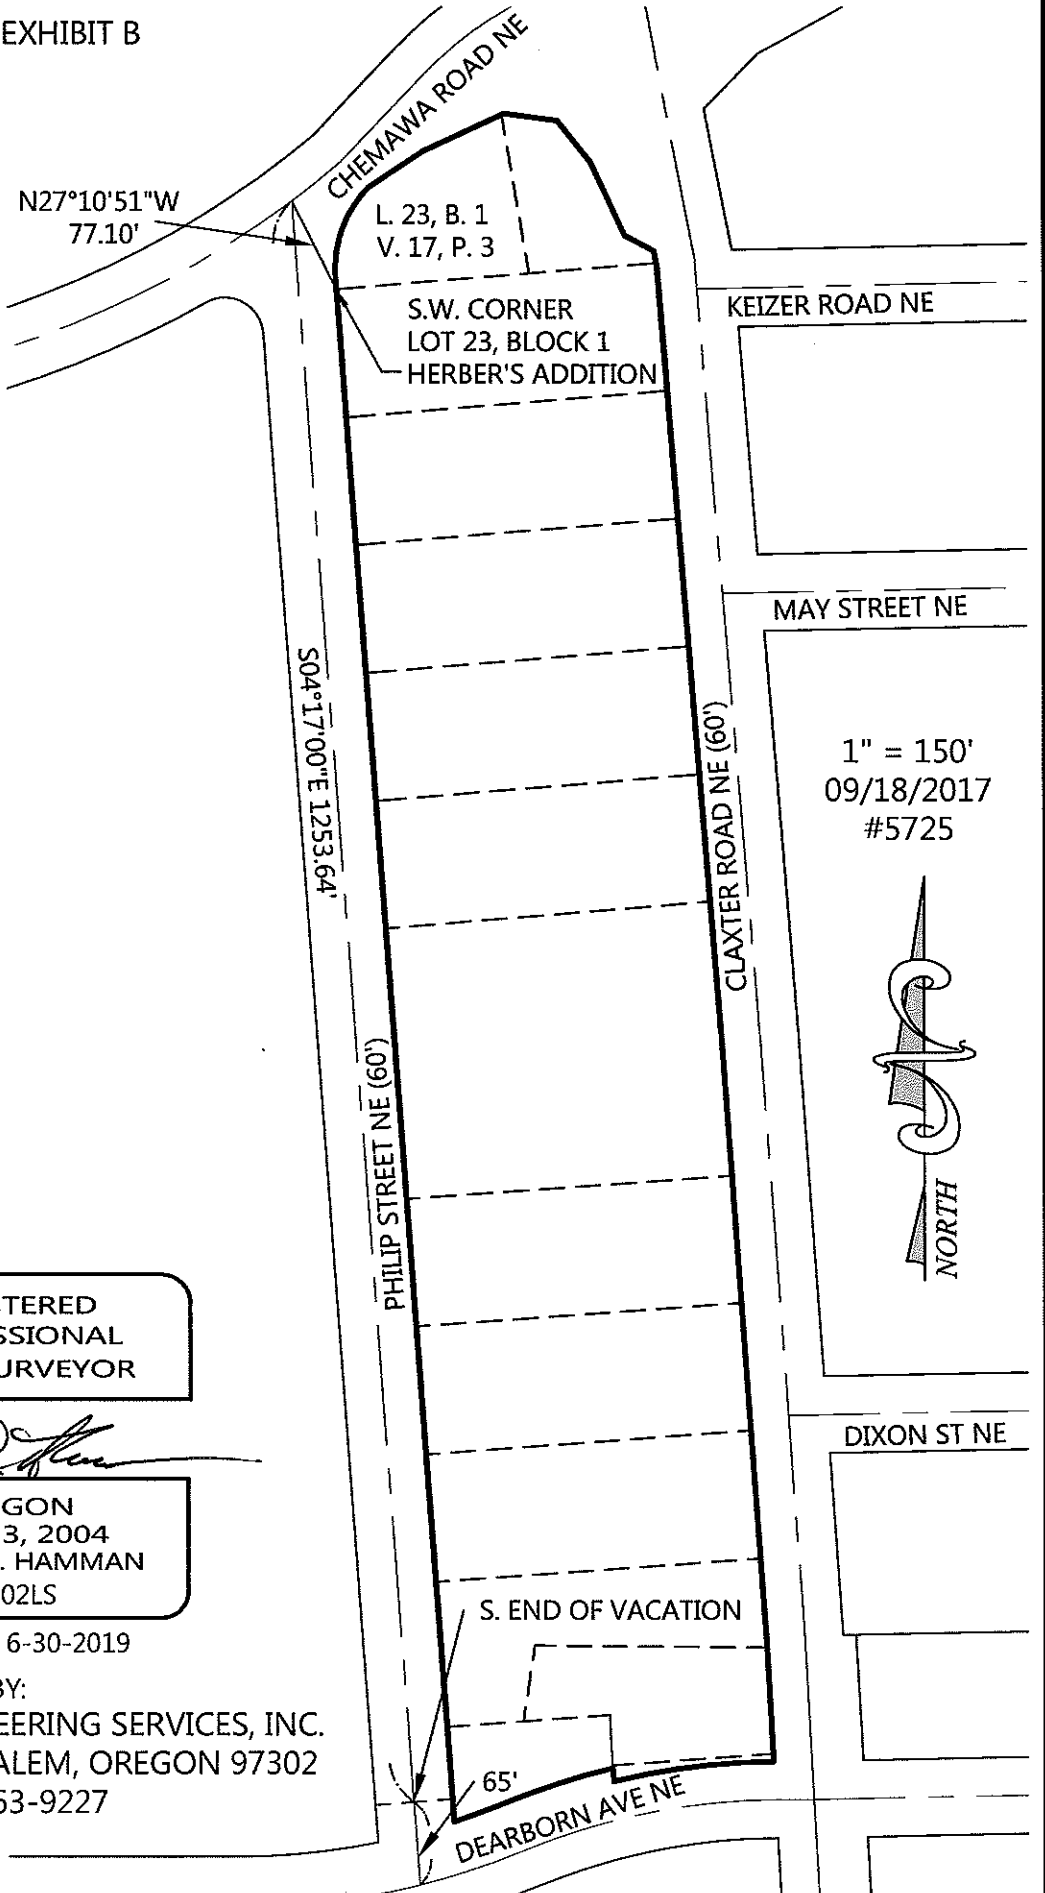 EXHIBIT B
CHEMAWA ROAD NE
N27°10'51"W
77.10'
L. 23, B. 1
V. 17, P. 3
S.W. CORNER
LOT 23, BLOCK 1
HERBER'S ADDITION
KEIZER ROAD NE
MAY STREET NE
S04°17'00"E 1253.64'
CLAXTER ROAD NE (60')
1" = 150'
09/18/2017
#5725
NORTH
PHILIP STREET NE (60')
DIXON ST NE
TERED
SSIONAL
URVEYOR
GON
3, 2004
. HAMMAN
02LS
6-30-2019
BY:
EERING SERVICES, INC.
ALEM, OREGON 97302
63-9227
S. END OF VACATION
65'
DEARBORN AVE NE